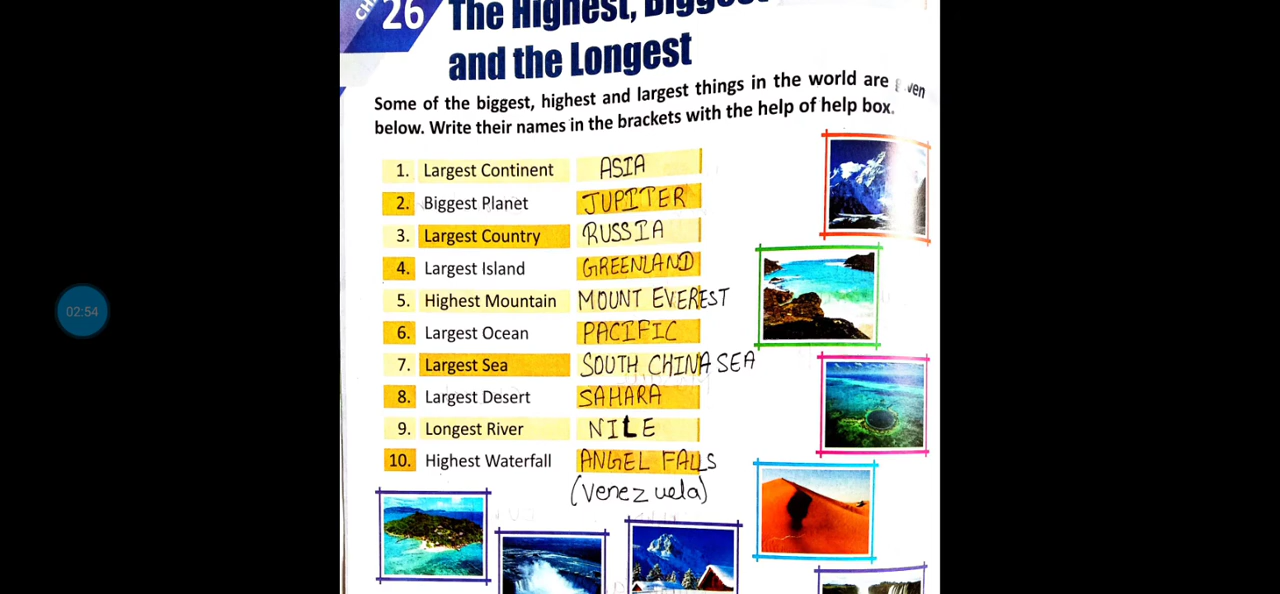 26 The Highest, Biggest
and the Longest
Some of the biggest, highest and largest things in the world are
below. Write their names in the brackets with the help of help box.
1. Largest Continent ASIA
2. Biggest Planet JUPITER
3. Largest Country RUSSIA
4. Largest Island GREENLAND
5. Highest Mountain MOUNT EVEREST
6. Largest Ocean PACIFIC
7. Largest Sea SOUTH CHINA SEA
8. Largest Desert SAHARA
9. Longest River NILE
10. Highest Waterfall ANGEL FALLS
(Venezuela)
02:54